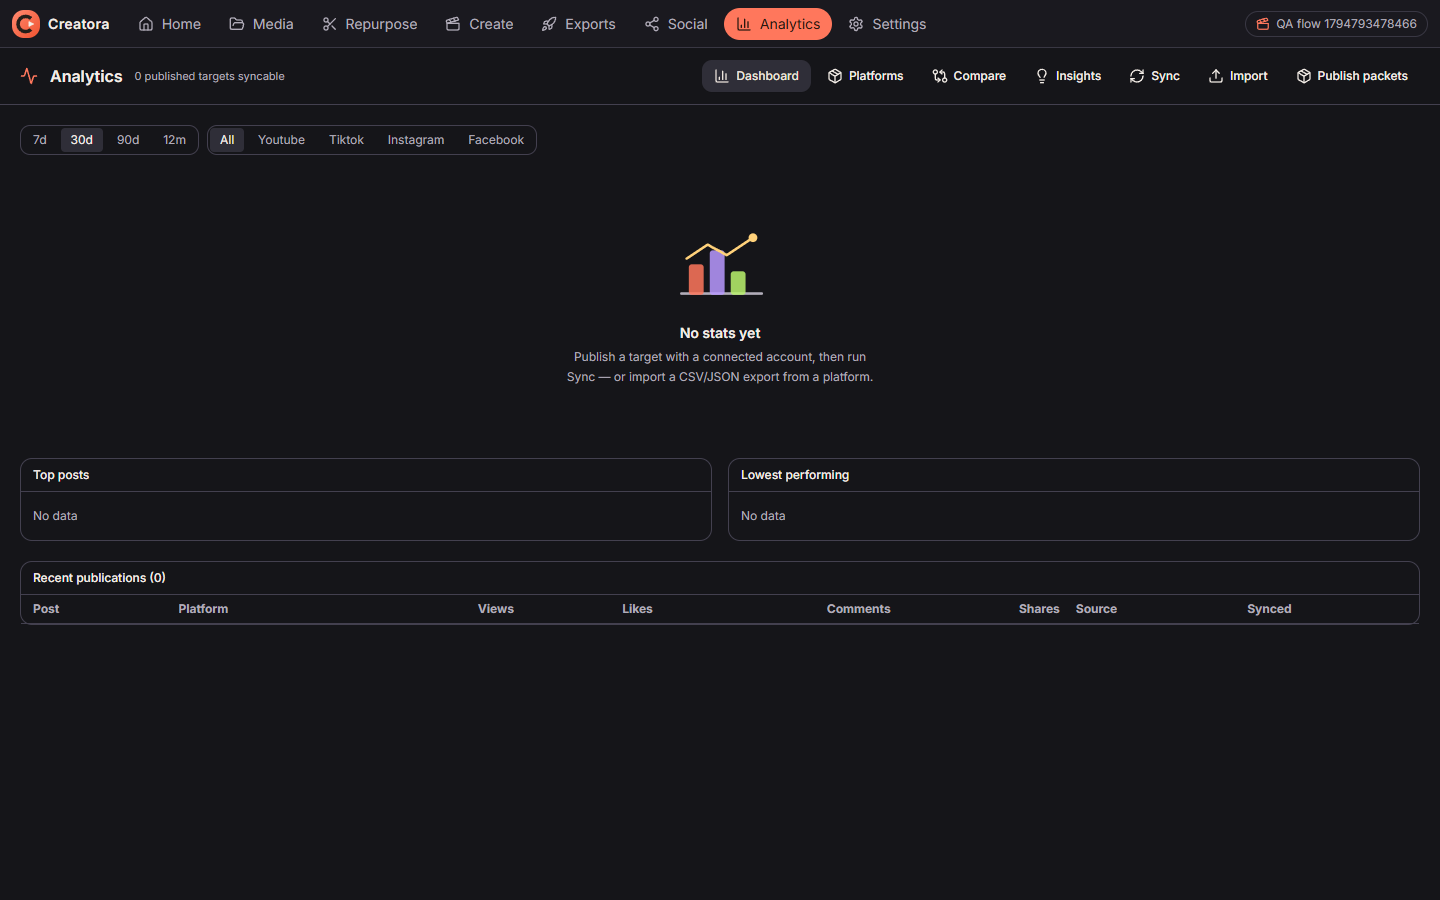 Creatora
Home
Media
Repurpose
Create
Exports
Social
Analytics
Settings
QA flow 1794793478466
Analytics
0 published targets syncable
Dashboard
Platforms
Compare
Insights
Sync
Import
Publish packets
7d
30d
90d
12m
All
Youtube
Tiktok
Instagram
Facebook
No stats yet
Publish a target with a connected account, then run
Sync — or import a CSV/JSON export from a platform.
Top posts
No data
Lowest performing
No data
Recent publications (0)
Post
Platform
Views
Likes
Comments
Shares
Source
Synced